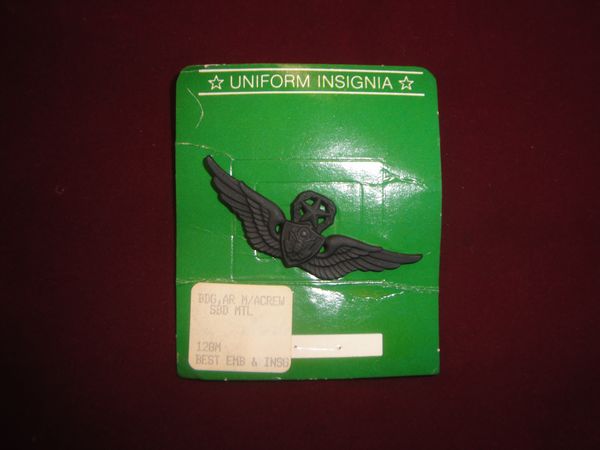 ☆ UNIFORM INSIGNIA ☆
BDG,AR M/ACREW
SBD MTL
128M
BEST EMB & INSG